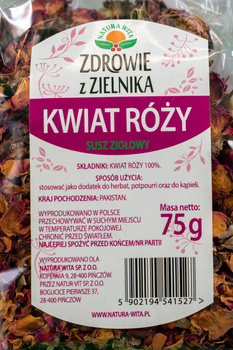 NATURA WITA
ZDROWIE
z ZIELNIKA
KWIAT RÓŻY
SUSZ ZIOŁOWY
SKŁADNIKI: KWIAT RÓŻY 100%.
SPOSÓB UŻYCIA:
stosować jako dodatek do herbat, potpourri oraz do kąpieli.
KRAJ POCHODZENIA: PAKISTAN.
Masa netto:
75g
WYPRODUKOWANO W POLSCE
PRZECHOWYWAĆ W SUCHYM MIEJSCU
W TEMPERATURZE POKOJOWEJ.
CHRONIĆ PRZED ŚWIATŁEM.
NAJLEPIEJ SPOŻYĆ PRZED KOŃCEM/NR PARTII
WYPRODUKOWANO DLA
NATURA WITA SP. Z O.O.
KOPERNIA 9, 28-400 PIŃCZÓW
PRZEZ NATUR-VIT SP. Z O.O.
BOGUCICE PIERWSZE 37,
28-400 PIŃCZÓW
5 902194 541527 >
WWW.NATURA-WITA.PL